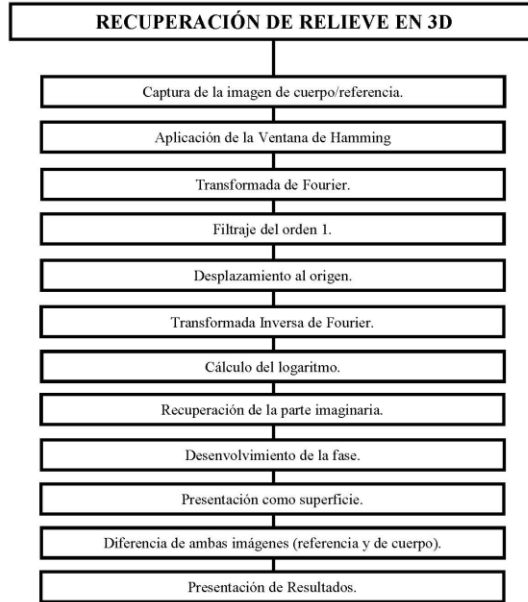 RECUPERACIÓN DE RELIEVE EN 3D
Captura de la imagen de cuerpo/referencia.
Aplicación de la Ventana de Hamming
Transformada de Fourier.
Filtraje del orden 1.
Desplazamiento al origen.
Transformada Inversa de Fourier.
Cálculo del logaritmo.
Recuperación de la parte imaginaria.
Desenvolvimiento de la fase.
Presentación como superficie.
Diferencia de ambas imágenes (referencia y de cuerpo).
Presentación de Resultados.